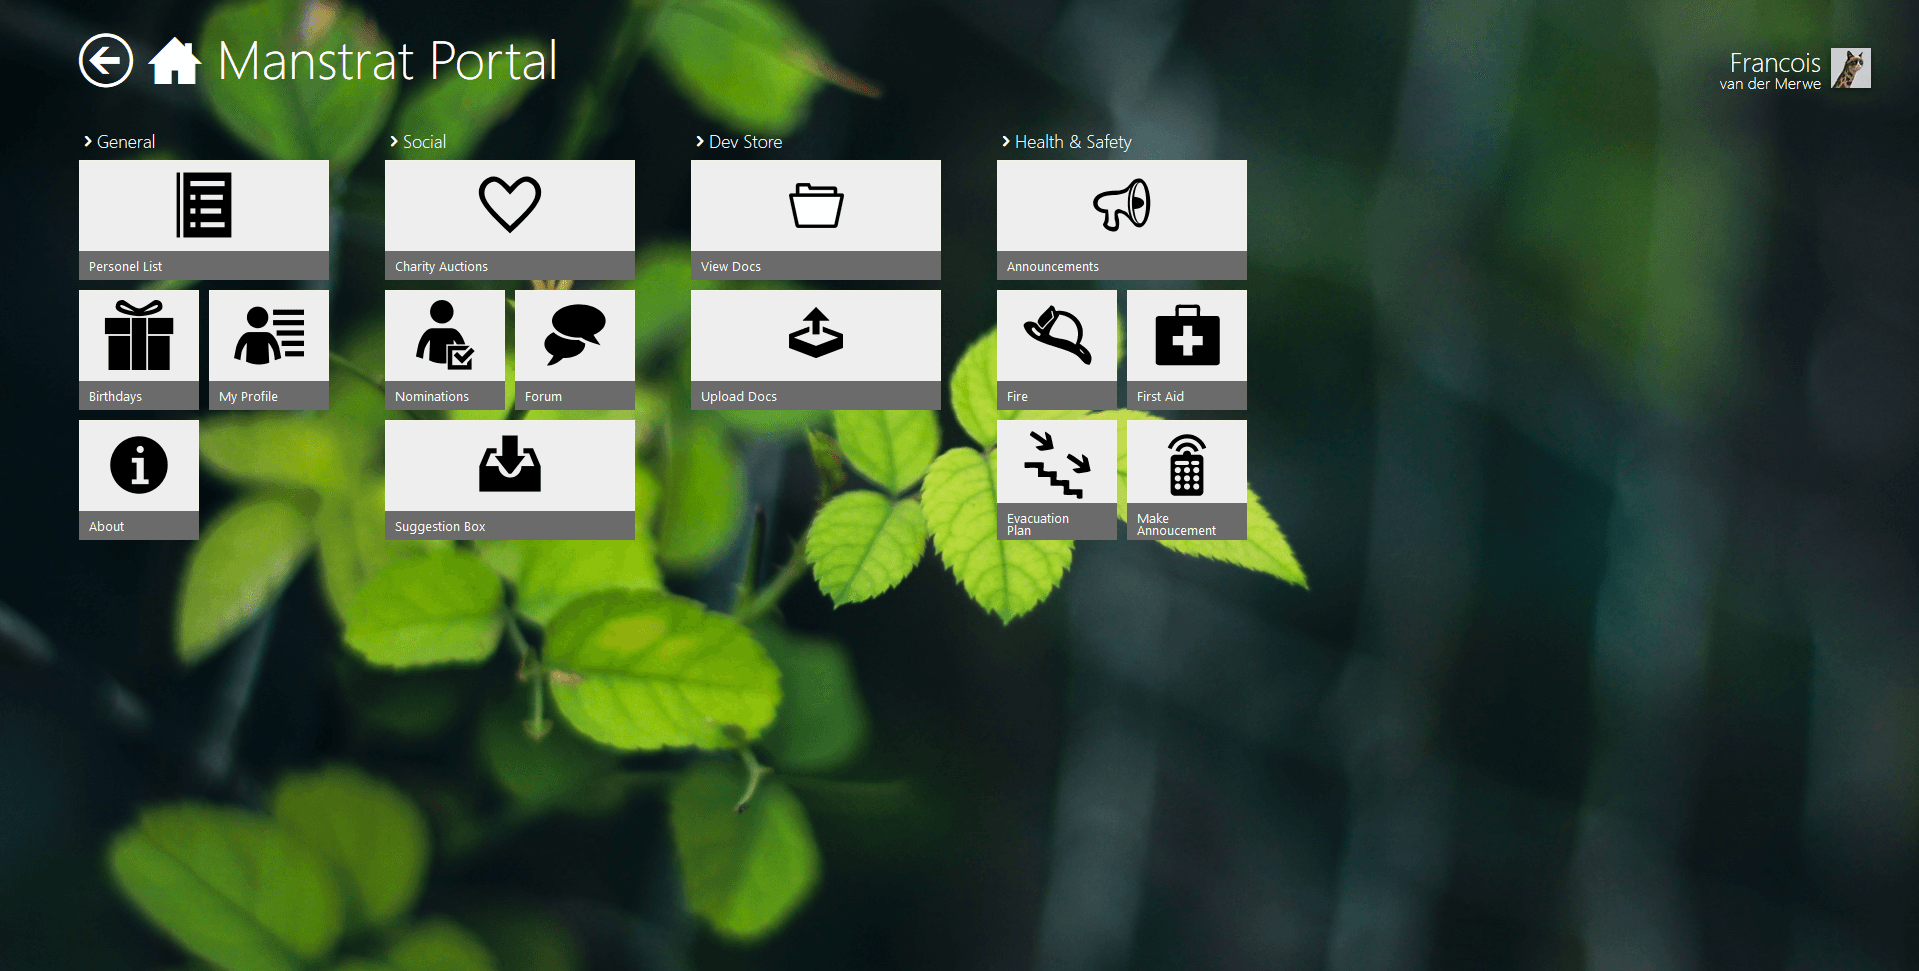 Manstrat Portal
Francois
van der Merwe
General
Personel List
Birthdays
My Profile
About
Social
Charity Auctions
Nominations
Forum
Suggestion Box
Dev Store
View Docs
Upload Docs
Health & Safety
Announcements
Fire
First Aid
Evacuation
Plan
Make
Annoucement